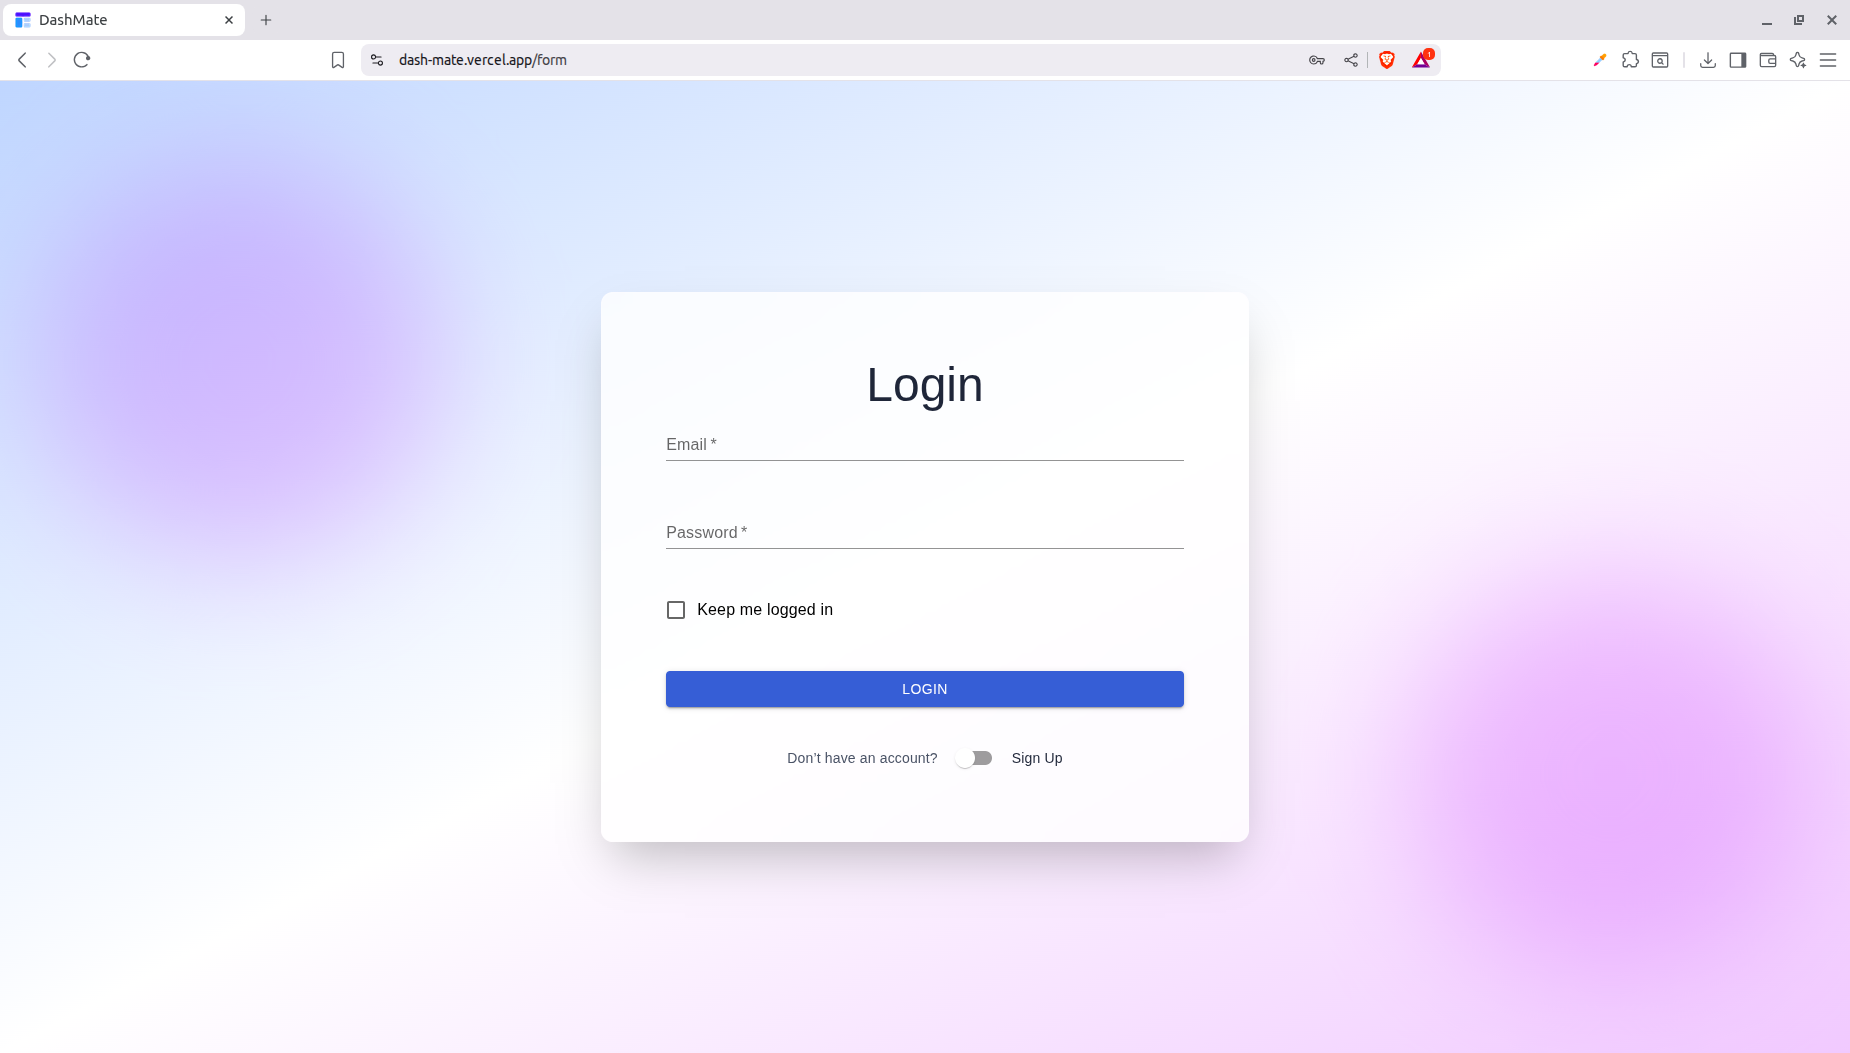 DashMate
dash-mate.vercel.app/form
1
Login
Email *
Password *
Keep me logged in
LOGIN
Don't have an account? Sign Up